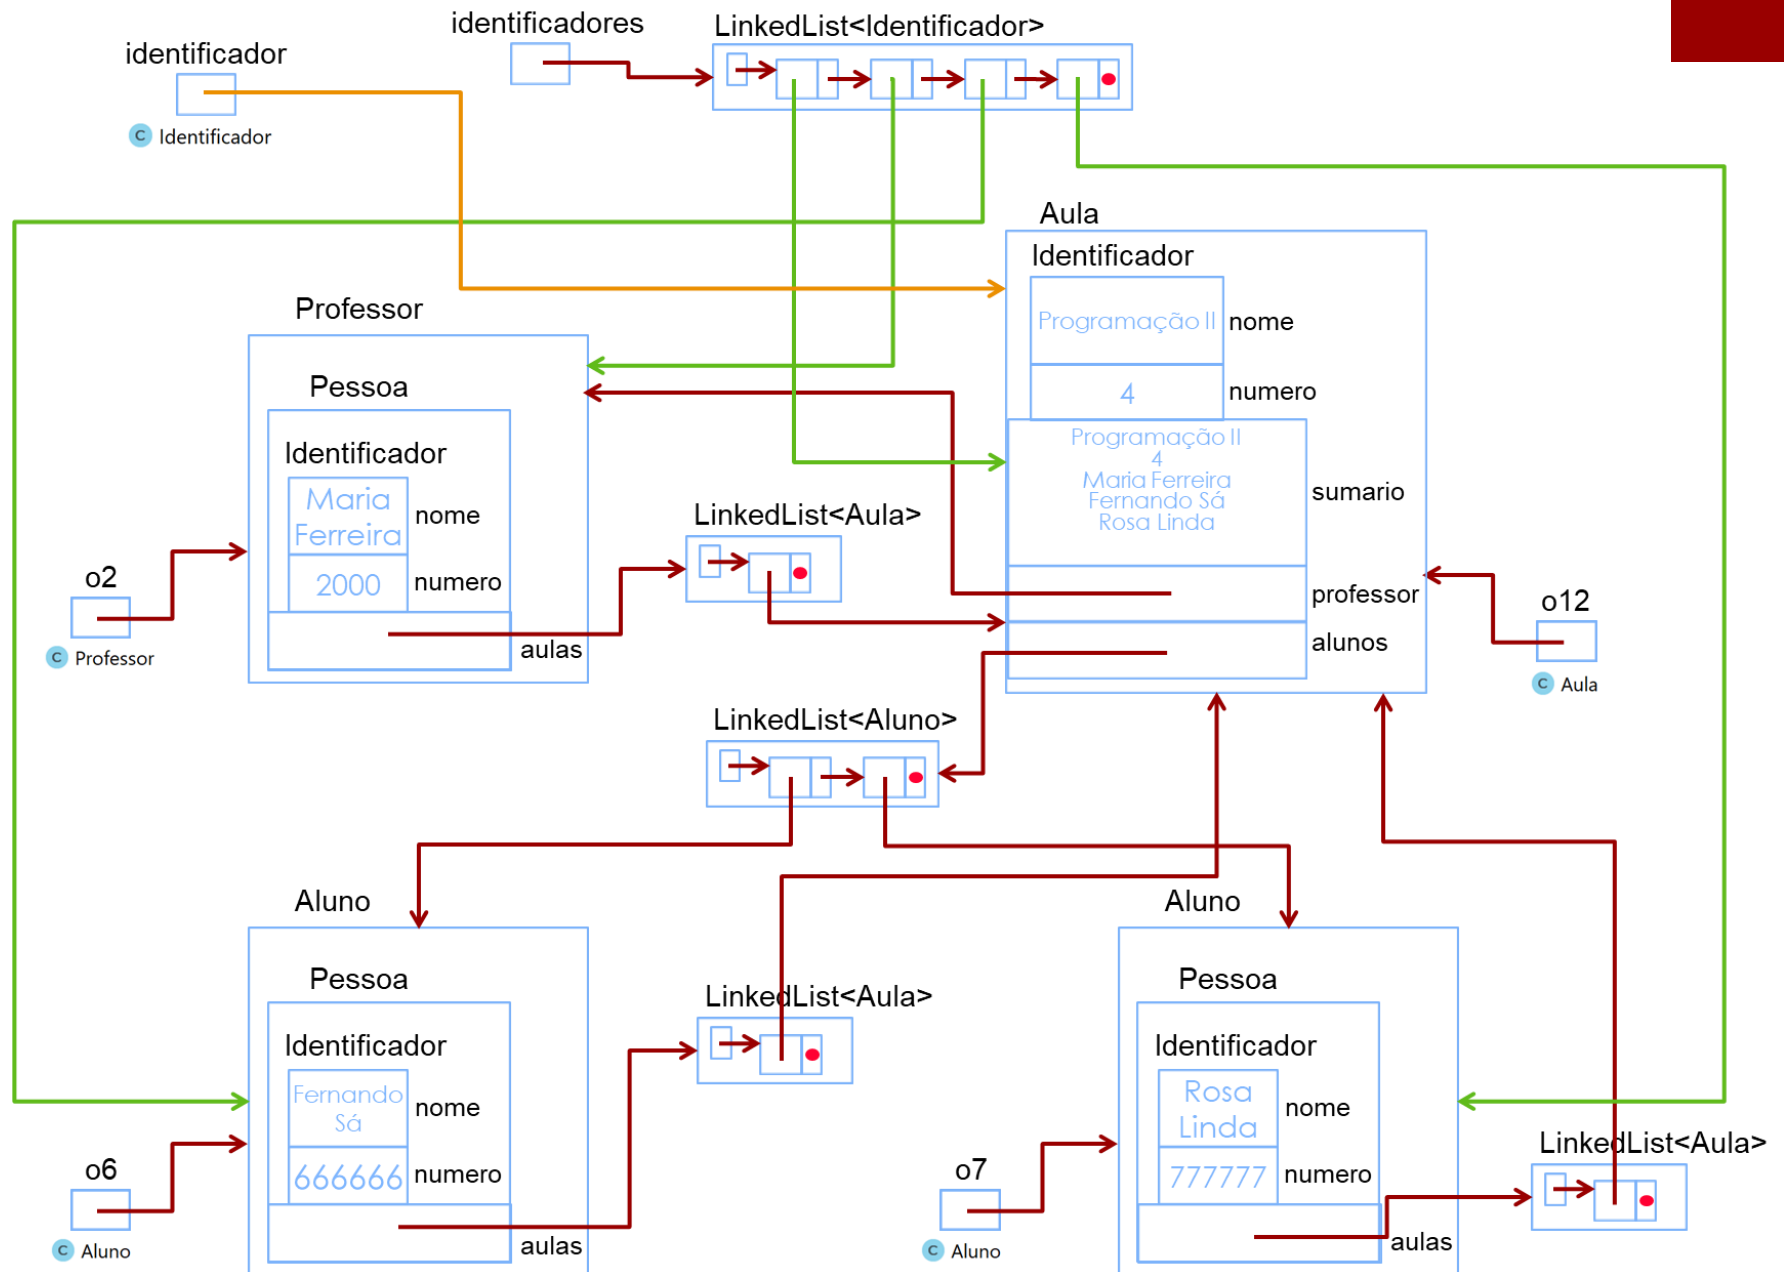 identificadores
LinkedList<Identificador>
identificador
C Identificador
Aula
Identificador
Programação II nome
4 numero
Programação II
4
Maria Ferreira
Fernando Sá
Rosa Linda
sumario
professor
alunos
Professor
Pessoa
Identificador
Maria
Ferreira
nome
2000 numero
aulas
o2
C Professor
LinkedList<Aula>
o12
C Aula
LinkedList<Aluno>
Aluno
Pessoa
Identificador
Fernando
Sá
nome
666666 numero
aulas
o6
C Aluno
LinkedList<Aula>
Aluno
Pessoa
Identificador
Rosa
Linda
nome
777777 numero
aulas
o7
C Aluno
LinkedList<Aula>